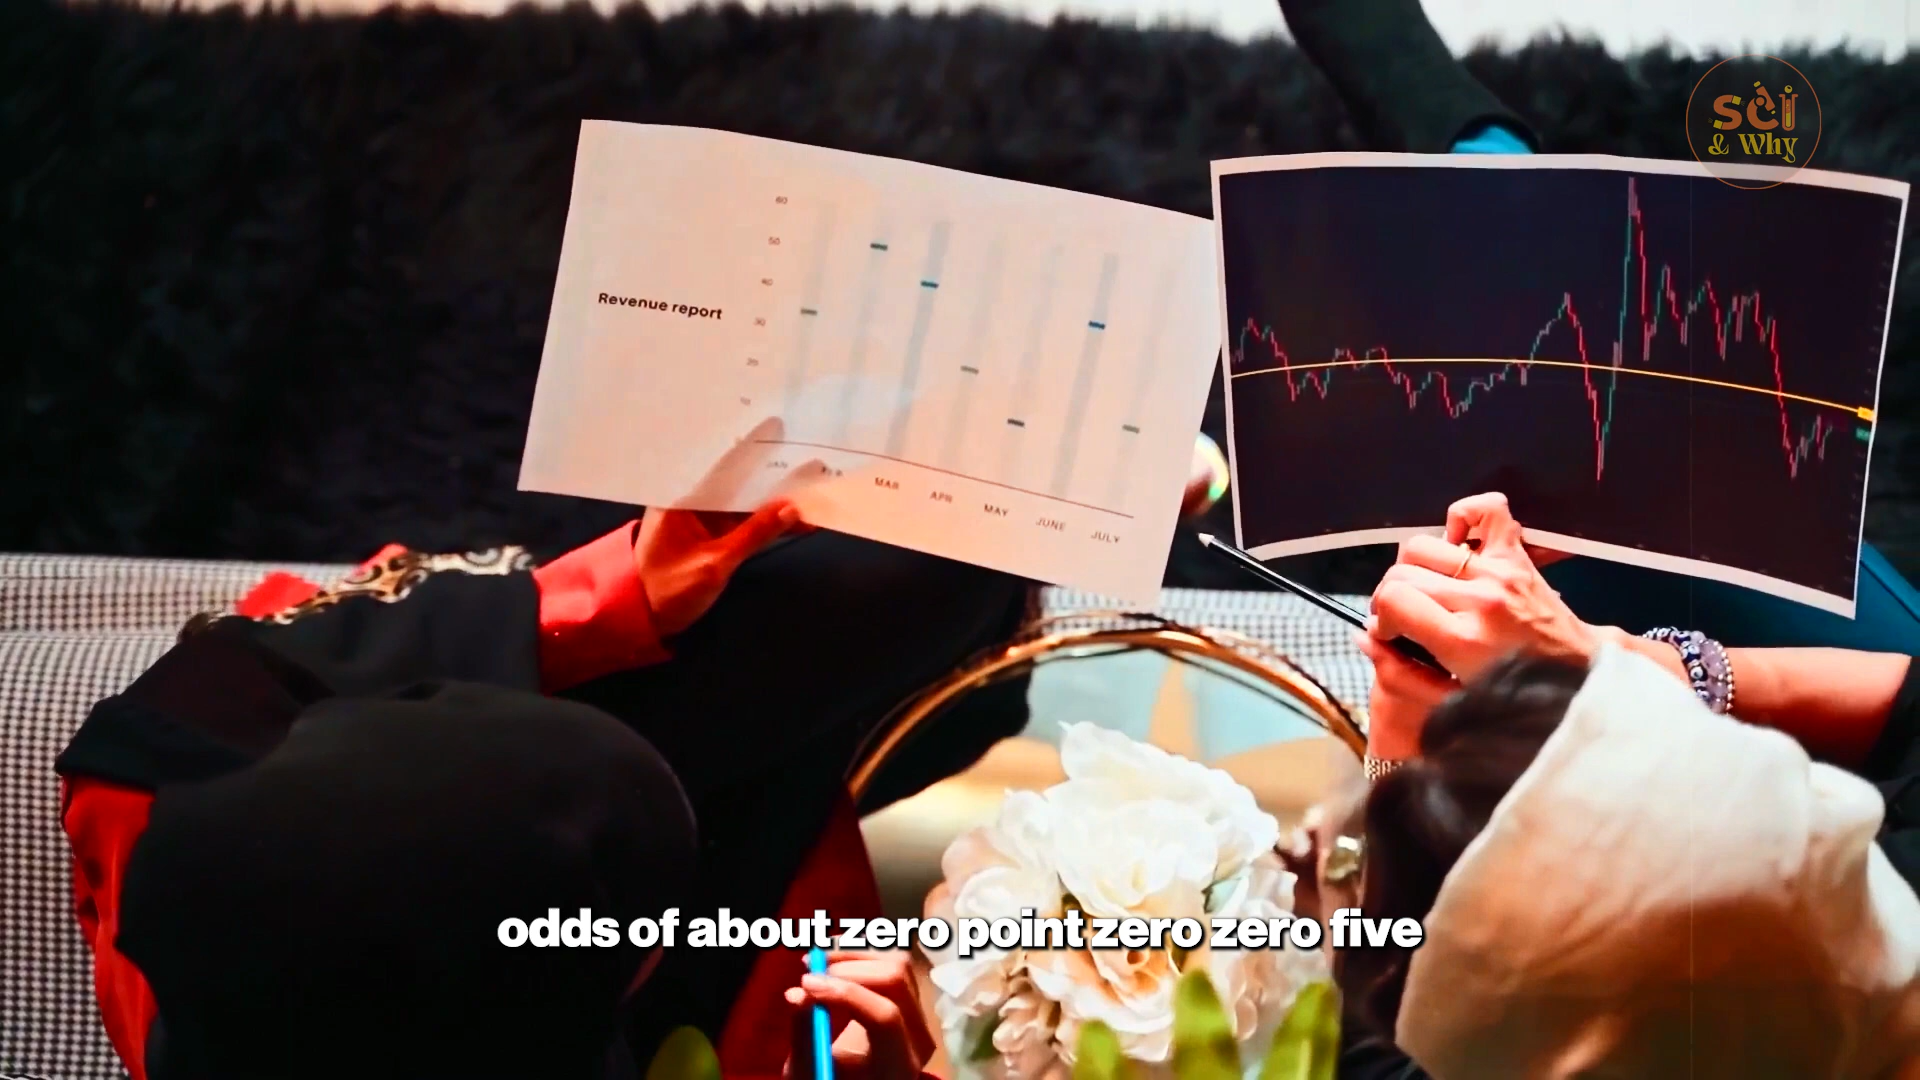 sci
& Why
60
50
40
Revenue report
30
20
10
JAN
FEB
MAR
APR
MAY
JUNE
JULY
odds of about zero point zero zero five